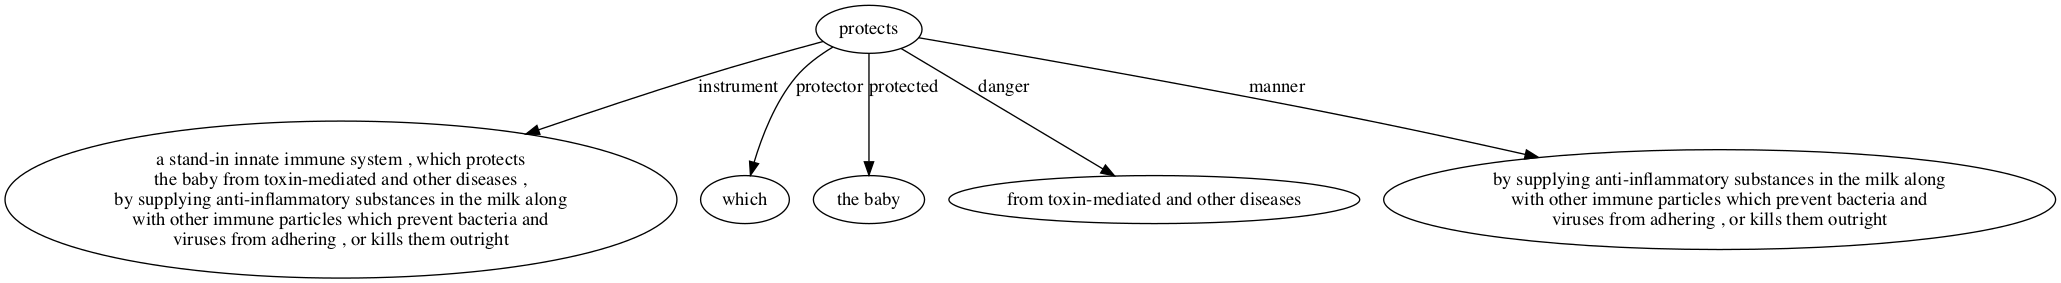 protects
instrument
protector
protected
danger
manner
a stand-in innate immune system , which protects
the baby from toxin-mediated and other diseases ,
by supplying anti-inflammatory substances in the milk along
with other immune particles which prevent bacteria and
viruses from adhering , or kills them outright
which
the baby
from toxin-mediated and other diseases
by supplying anti-inflammatory substances in the milk along
with other immune particles which prevent bacteria and
viruses from adhering , or kills them outright